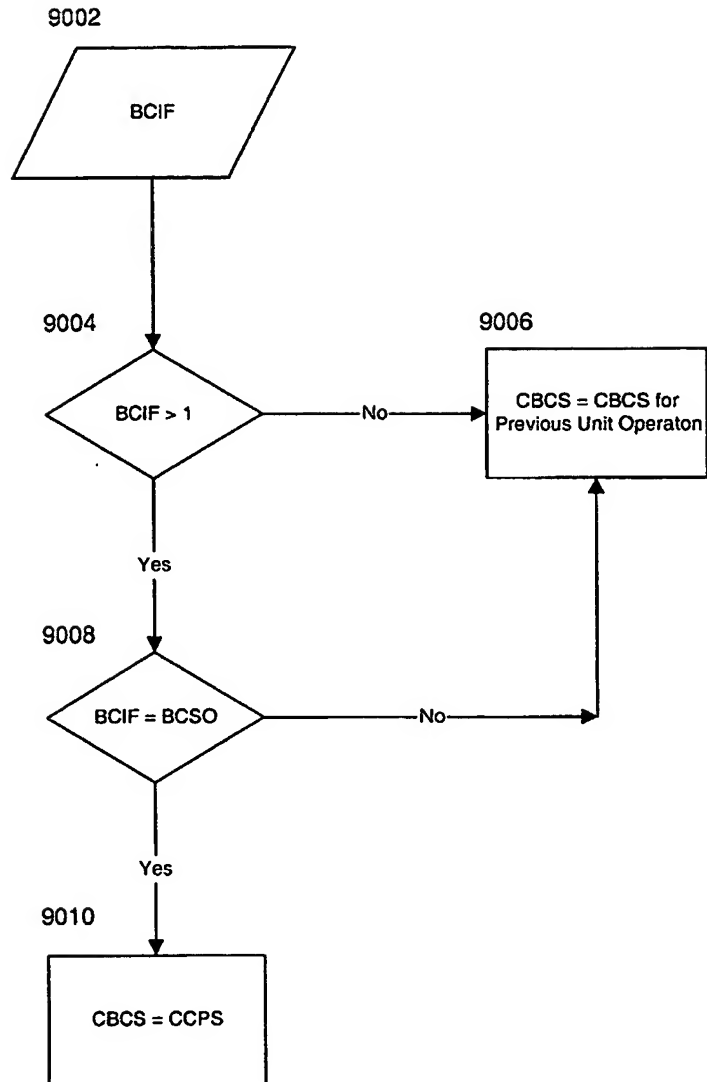 9002
BCIF
9004
BCIF > 1
No
9006
CBCS = CBCS for
Previous Unit Operaton
Yes
9008
BCIF = BCSO
No
Yes
9010
CBCS = CCPS